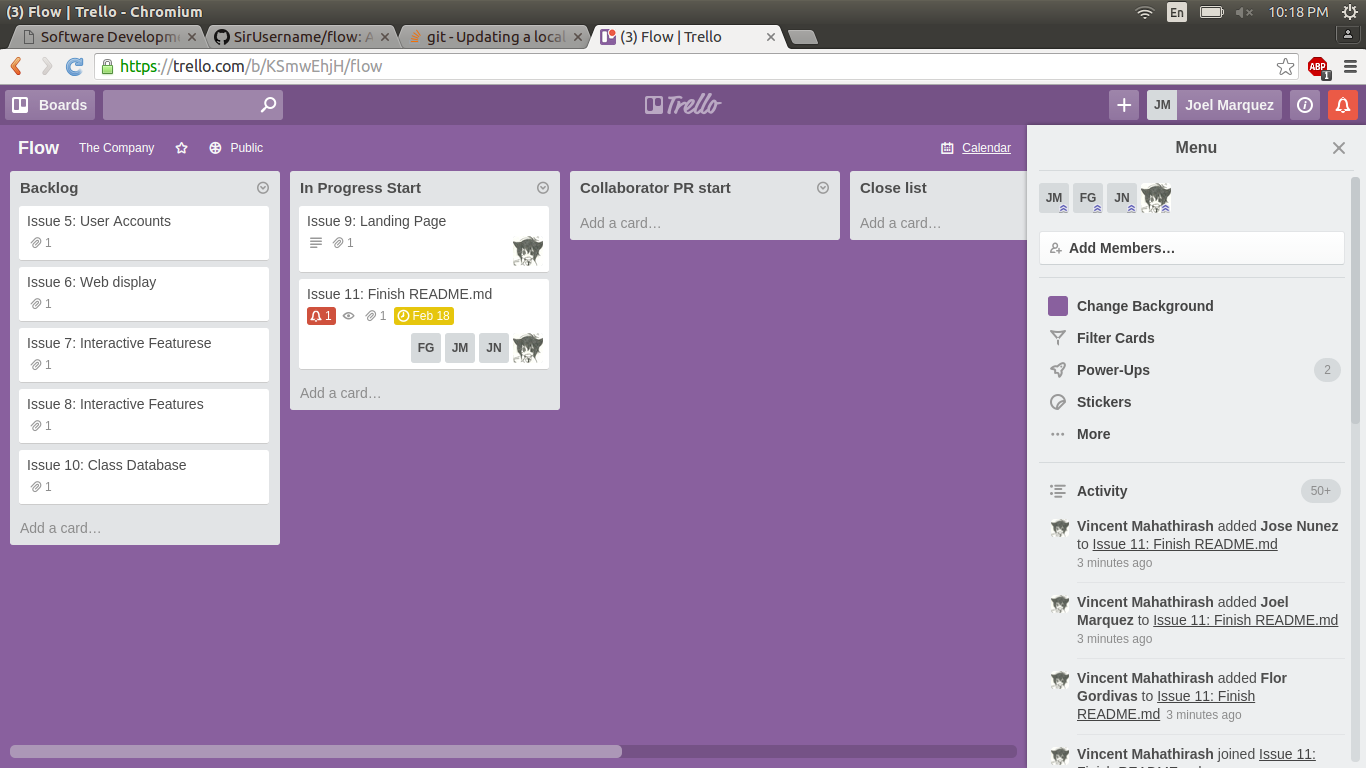 (3) Flow | Trello - Chromium
En
10:18 PM
Software Developm
SirUsername/flow: A
git - Updating a local
(3) Flow | Trello
https://trello.com/b/KSmwEhjH/flow
ABP
1
Boards
Trello
JM
Joel Marquez
Flow
The Company
Public
Calendar
Backlog
Issue 5: User Accounts
1
Issue 6: Web display
1
Issue 7: Interactive Featurese
1
Issue 8: Interactive Features
1
Issue 10: Class Database
1
Add a card…
In Progress Start
Issue 9: Landing Page
1
Issue 11: Finish README.md
1
1
Feb 18
FG
JM
JN
Add a card…
Collaborator PR start
Add a card…
Close list
Add a card…
Menu
JM
FG
JN
Add Members…
Change Background
Filter Cards
Power-Ups
2
Stickers
More
Activity
50+
Vincent Mahathirash added Jose Nunez
to Issue 11: Finish README.md
3 minutes ago
Vincent Mahathirash added Joel
Marquez to Issue 11: Finish README.md
3 minutes ago
Vincent Mahathirash added Flor
Gordivas to Issue 11: Finish
README.md 3 minutes ago
Vincent Mahathirash joined Issue 11: